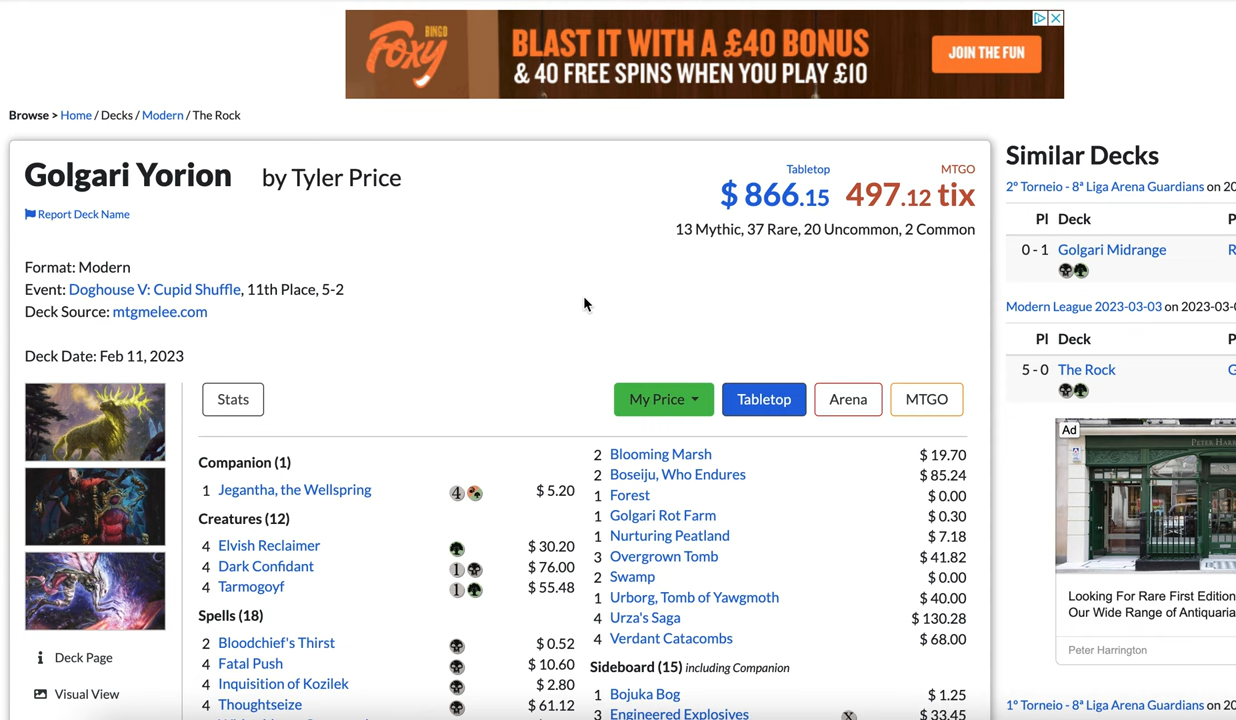 BINGO
Foxy
BLAST IT WITH A £40 BONUS
& 40 FREE SPINS WHEN YOU PLAY £10
JOIN THE FUN
Browse > Home / Decks / Modern / The Rock
Golgari Yorion by Tyler Price
Report Deck Name
Tabletop
$ 866.15
MTGO
497.12 tix
13 Mythic, 37 Rare, 20 Uncommon, 2 Common
Format: Modern
Event: Doghouse V: Cupid Shuffle, 11th Place, 5-2
Deck Source: mtgmelee.com
Deck Date: Feb 11, 2023
Stats
My Price
Tabletop
Arena
MTGO
Deck Page
Visual View
Companion (1)
1 Jegantha, the Wellspring 4 $ 5.20
Creatures (12)
4 Elvish Reclaimer $ 30.20
4 Dark Confidant 1 $ 76.00
4 Tarmogoyf 1 $ 55.48
Spells (18)
2 Bloodchief's Thirst $ 0.52
4 Fatal Push $ 10.60
4 Inquisition of Kozilek $ 2.80
4 Thoughtseize $ 61.12
2 Blooming Marsh $ 19.70
2 Boseiju, Who Endures $ 85.24
1 Forest $ 0.00
1 Golgari Rot Farm $ 0.30
1 Nurturing Peatland $ 7.18
3 Overgrown Tomb $ 41.82
2 Swamp $ 0.00
1 Urborg, Tomb of Yawgmoth $ 40.00
4 Urza's Saga $ 130.28
4 Verdant Catacombs $ 68.00
Sideboard (15) including Companion
1 Bojuka Bog $ 1.25
3 Engineered Explosives X $ 33.45
Similar Decks
2º Torneio - 8ª Liga Arena Guardians on 20
Pl Deck P
0 - 1 Golgari Midrange R
Modern League 2023-03-03 on 2023-03-0
Pl Deck P
5 - 0 The Rock G
Ad
PETER HARR
Looking For Rare First Edition
Our Wide Range of Antiquaria
Peter Harrington
1º Torneio - 8ª Liga Arena Guardians on 20